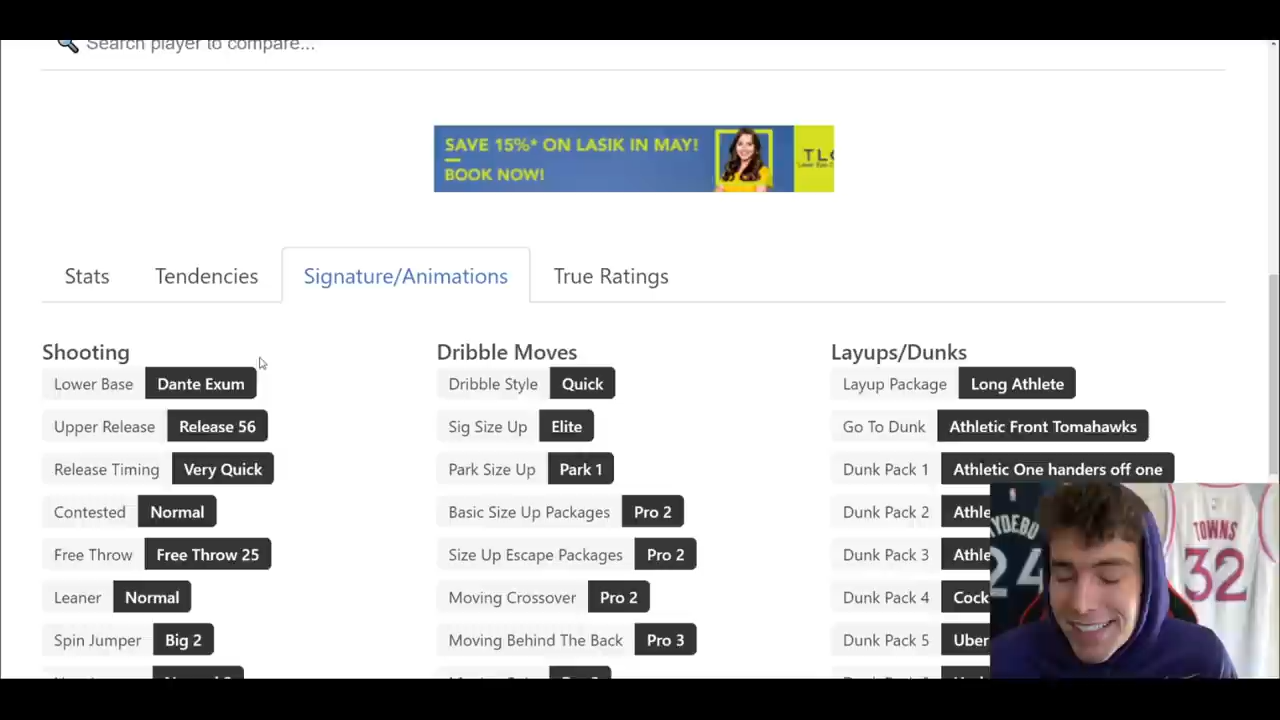 Search player to compare...
SAVE 15%* ON LASIK IN MAY!
BOOK NOW!
Stats
Tendencies
Signature/Animations
True Ratings
Shooting
Lower Base Dante Exum
Upper Release Release 56
Release Timing Very Quick
Contested Normal
Free Throw Free Throw 25
Leaner Normal
Spin Jumper Big 2
Dribble Moves
Dribble Style Quick
Sig Size Up Elite
Park Size Up Park 1
Basic Size Up Packages Pro 2
Size Up Escape Packages Pro 2
Moving Crossover Pro 2
Moving Behind The Back Pro 3
Layups/Dunks
Layup Package Long Athlete
Go To Dunk Athletic Front Tomahawks
Dunk Pack 1 Athletic One handers off one
Dunk Pack 2
Dunk Pack 3
Dunk Pack 4
Dunk Pack 5
24
TOWNS
32